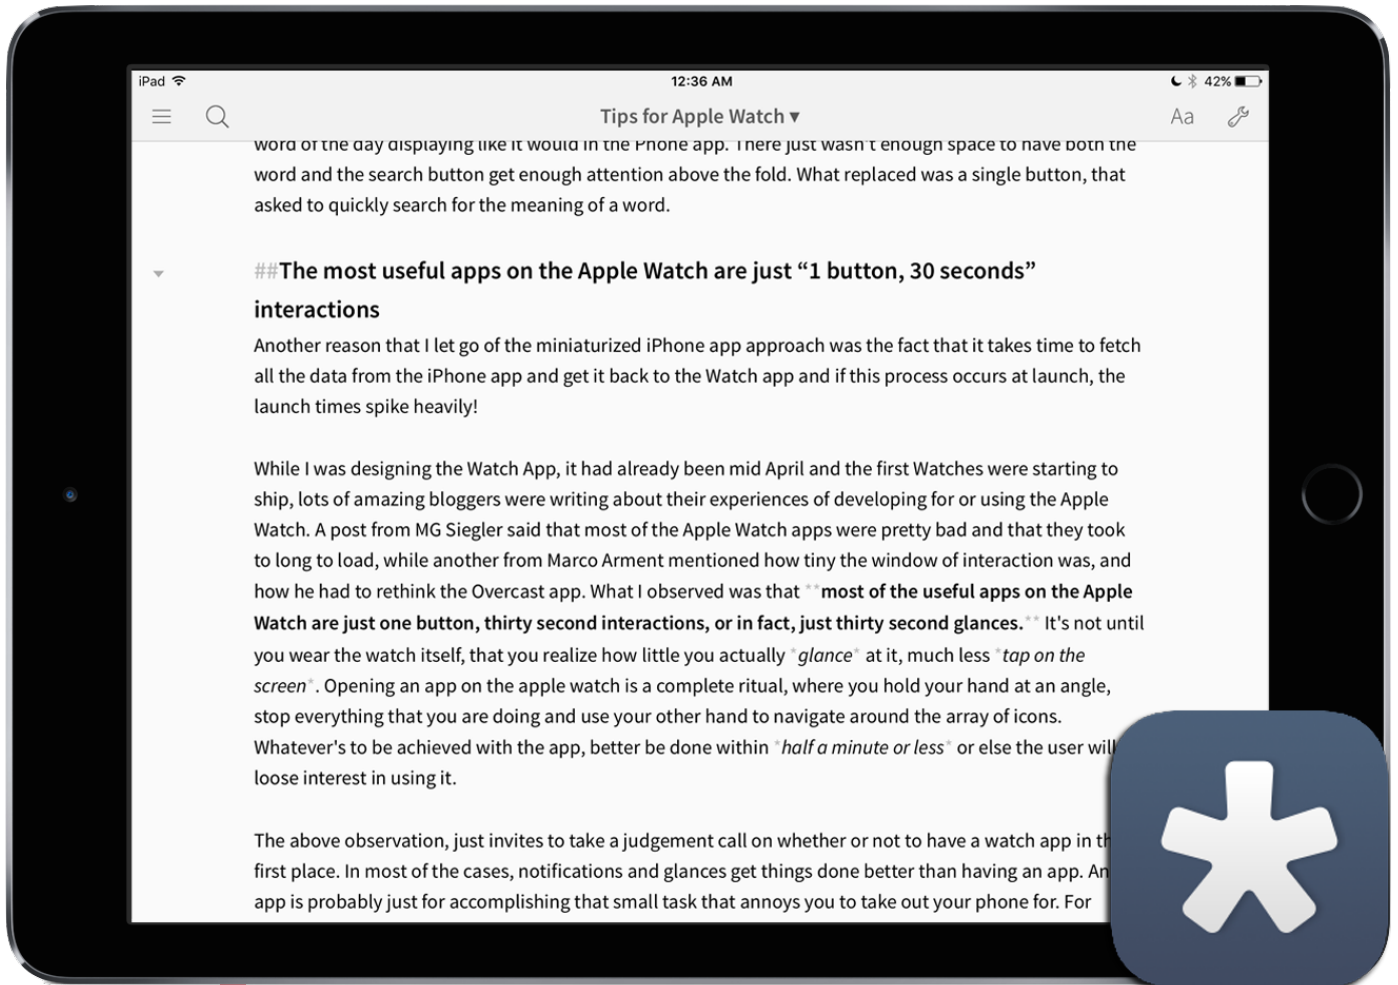 iPad
12:36 AM
42%
Tips for Apple Watch ▾
Aa
word of the day displaying like it would in the Phone app. There just wasn't enough space to have both the
word and the search button get enough attention above the fold. What replaced was a single button, that
asked to quickly search for the meaning of a word.
##The most useful apps on the Apple Watch are just “1 button, 30 seconds”
interactions
Another reason that I let go of the miniaturized iPhone app approach was the fact that it takes time to fetch
all the data from the iPhone app and get it back to the Watch app and if this process occurs at launch, the
launch times spike heavily!
While I was designing the Watch App, it had already been mid April and the first Watches were starting to
ship, lots of amazing bloggers were writing about their experiences of developing for or using the Apple
Watch. A post from MG Siegler said that most of the Apple Watch apps were pretty bad and that they took
to long to load, while another from Marco Arment mentioned how tiny the window of interaction was, and
how he had to rethink the Overcast app. What I observed was that **most of the useful apps on the Apple
Watch are just one button, thirty second interactions, or in fact, just thirty second glances.** It's not until
you wear the watch itself, that you realize how little you actually *glance* at it, much less *tap on the
screen*. Opening an app on the apple watch is a complete ritual, where you hold your hand at an angle,
stop everything that you are doing and use your other hand to navigate around the array of icons.
Whatever's to be achieved with the app, better be done within *half a minute or less* or else the user will
loose interest in using it.
The above observation, just invites to take a judgement call on whether or not to have a watch app in th
first place. In most of the cases, notifications and glances get things done better than having an app. An
app is probably just for accomplishing that small task that annoys you to take out your phone for. For